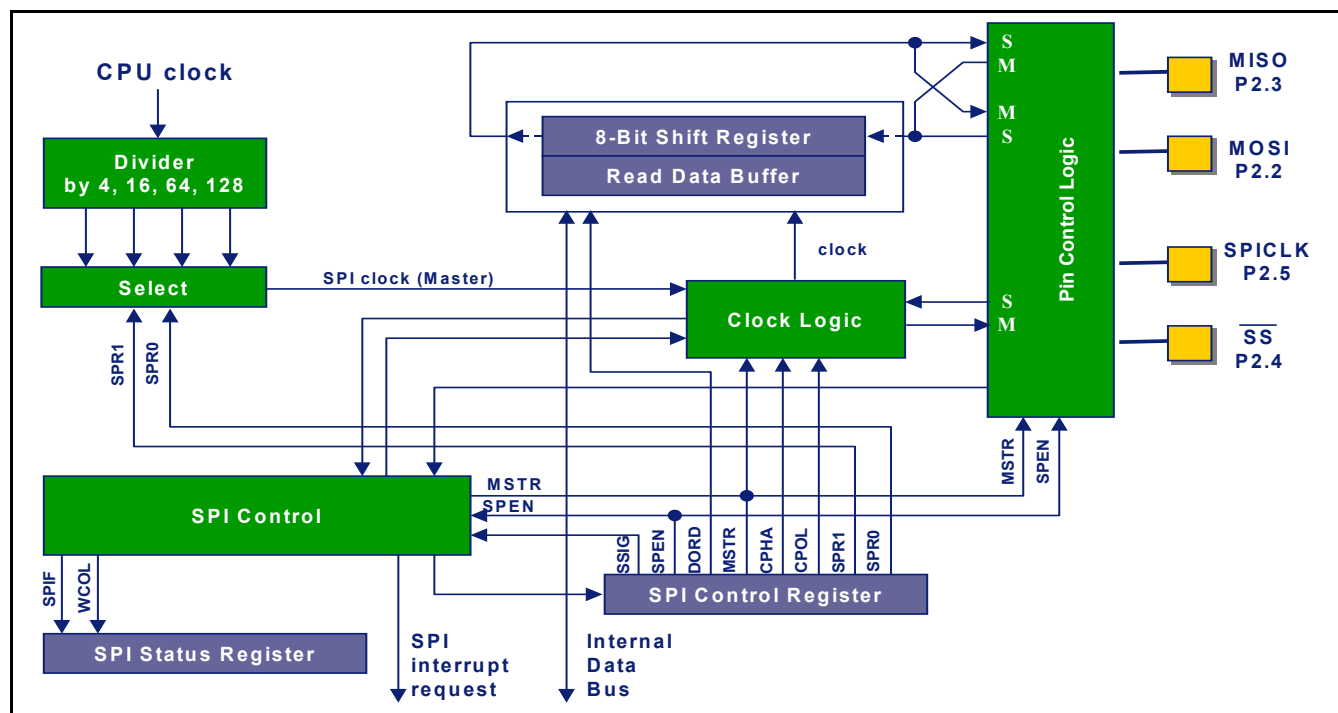 CPU clock
Divider
by 4, 16, 64, 128
Select
SPI clock (Master)
SPR1
SPR0
8-Bit Shift Register
Read Data Buffer
clock
Clock Logic
S
M
M
S
S
M
Pin Control Logic
MISO
P2.3
MOSI
P2.2
SPICLK
P2.5
SS
P2.4
MSTR
SPEN
SPI Control
MSTR
SPEN
SSIG
SPEN
DORD
MSTR
CPHA
CPOL
SPR1
SPR0
SPI Control Register
SPIF
WCOL
SPI Status Register
SPI
interrupt
request
Internal
Data
Bus